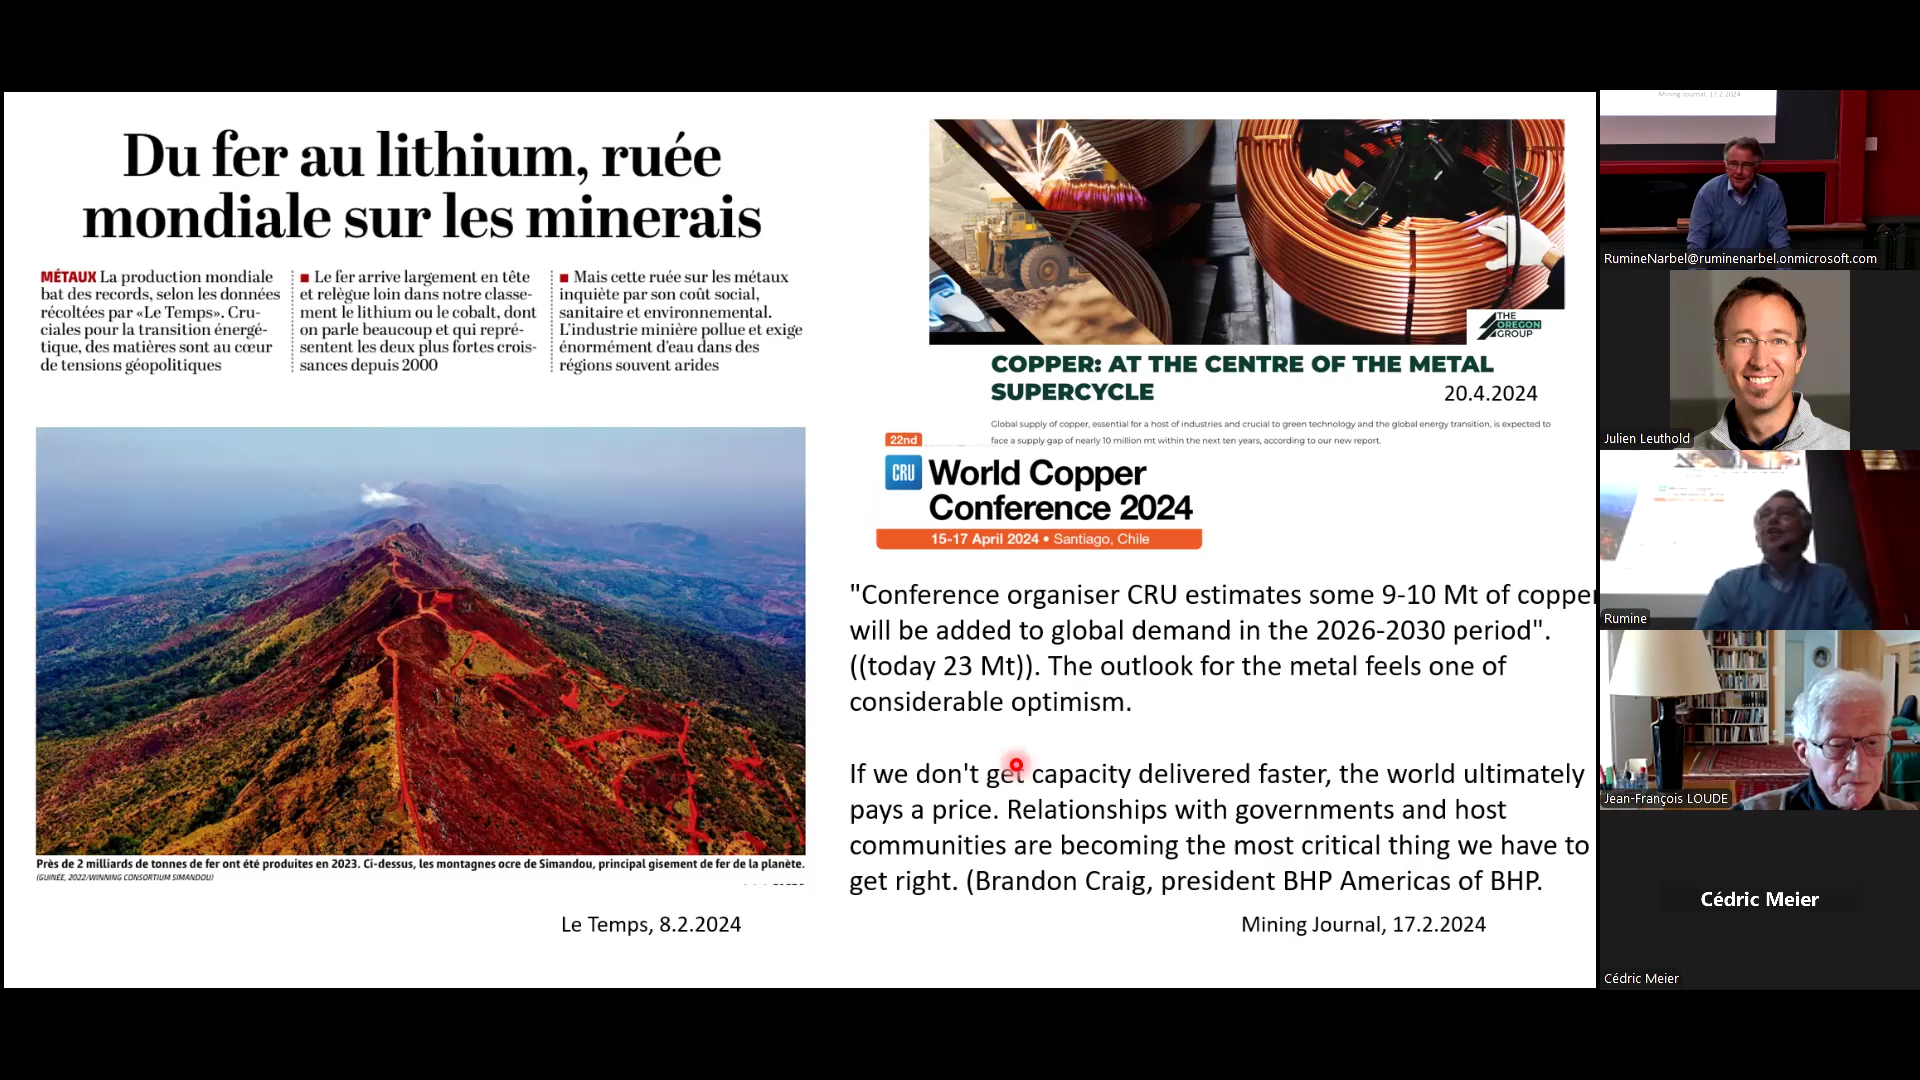 Du fer au lithium, ruée
mondiale sur les minerais
MÉTAUX La production mondiale
bat des records, selon les données
récoltées par «Le Temps». Cru-
ciales pour la transition énergé-
tique, des matières sont au cœur
de tensions géopolitiques
■ Le fer arrive largement en tête
et relègue loin dans notre classe-
ment le lithium ou le cobalt, dont
on parle beaucoup et qui repré-
sentent les deux plus fortes crois-
sances depuis 2000
■ Mais cette ruée sur les métaux
inquiète par son coût social,
sanitaire et environnemental.
L'industrie minière pollue et exige
énormément d'eau dans des
régions souvent arides
Près de 2 milliards de tonnes de fer ont été produites en 2023. Ci-dessus, les montagnes ocre de Simandou, principal gisement de fer de la planète.
(GUINÉE, 2022/WINNING CONSORTIUM SIMANDOU)
Le Temps, 8.2.2024
THE
OREGON
GROUP
COPPER: AT THE CENTRE OF THE METAL
SUPERCYCLE
20.4.2024
Global supply of copper, essential for a host of industries and crucial to green technology and the global energy transition, is expected to
face a supply gap of nearly 10 million mt within the next ten years, according to our new report.
22nd
CRU
World Copper
Conference 2024
15-17 April 2024 • Santiago, Chile
"Conference organiser CRU estimates some 9-10 Mt of copper
will be added to global demand in the 2026-2030 period".
((today 23 Mt)). The outlook for the metal feels one of
considerable optimism.
If we don't get capacity delivered faster, the world ultimately
pays a price. Relationships with governments and host
communities are becoming the most critical thing we have to
get right. (Brandon Craig, president BHP Americas of BHP.
Mining Journal, 17.2.2024
Mining Journal, 17.2.2024
RumineNarbel@ruminenarbel.onmicrosoft.com
Julien Leuthold
Rumine
Jean-François LOUDE
Cédric Meier
Cédric Meier